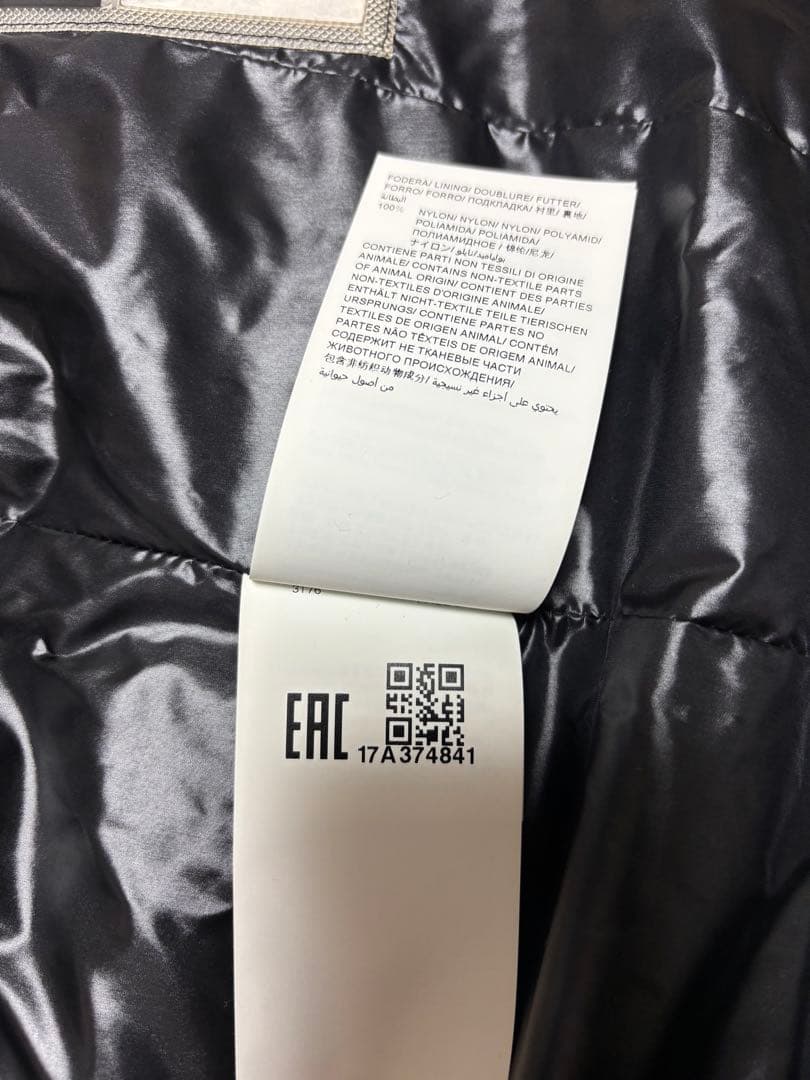 FODERA/ LINING/ DOUBLURE/ FUTTER/
FORRO/ FORRO/ ПОДКЛАДКА/ 衬里/ 裏地/
البطانة
100%
NYLON/ NYLON/ NYLON/ POLYAMID/
POLIAMIDA/ POLIAMIDA/
ПОЛИАМИДНОЕ / 锦纶/尼龙/
ナイロン/ بولياميد/نايلو
CONTIENE PARTI NON TESSILI DI ORIGINE
ANIMALE/ CONTAINS NON-TEXTILE PARTS
OF ANIMAL ORIGIN/ CONTIENT DES PARTIES
NON-TEXTILES D'ORIGINE ANIMALE/
ENTHÄLT NICHT-TEXTILE TEILE TIERISCHEN
URSPRUNGS/ CONTIENE PARTES NO
TEXTILES DE ORIGEN ANIMAL/ CONTÉM
PARTES NÃO TÊXTEIS DE ORIGEM ANIMAL/
СОДЕРЖИТ НЕ ТКАНЕВЫЕ ЧАСТИ
ЖИВОТНОГО ПРОИСХОЖДЕНИЯ/
包含非纺织动物成分/ يحتوي على أجزاء غير نسيجية
من أصول حيوانية
3176
EAC
17A374841